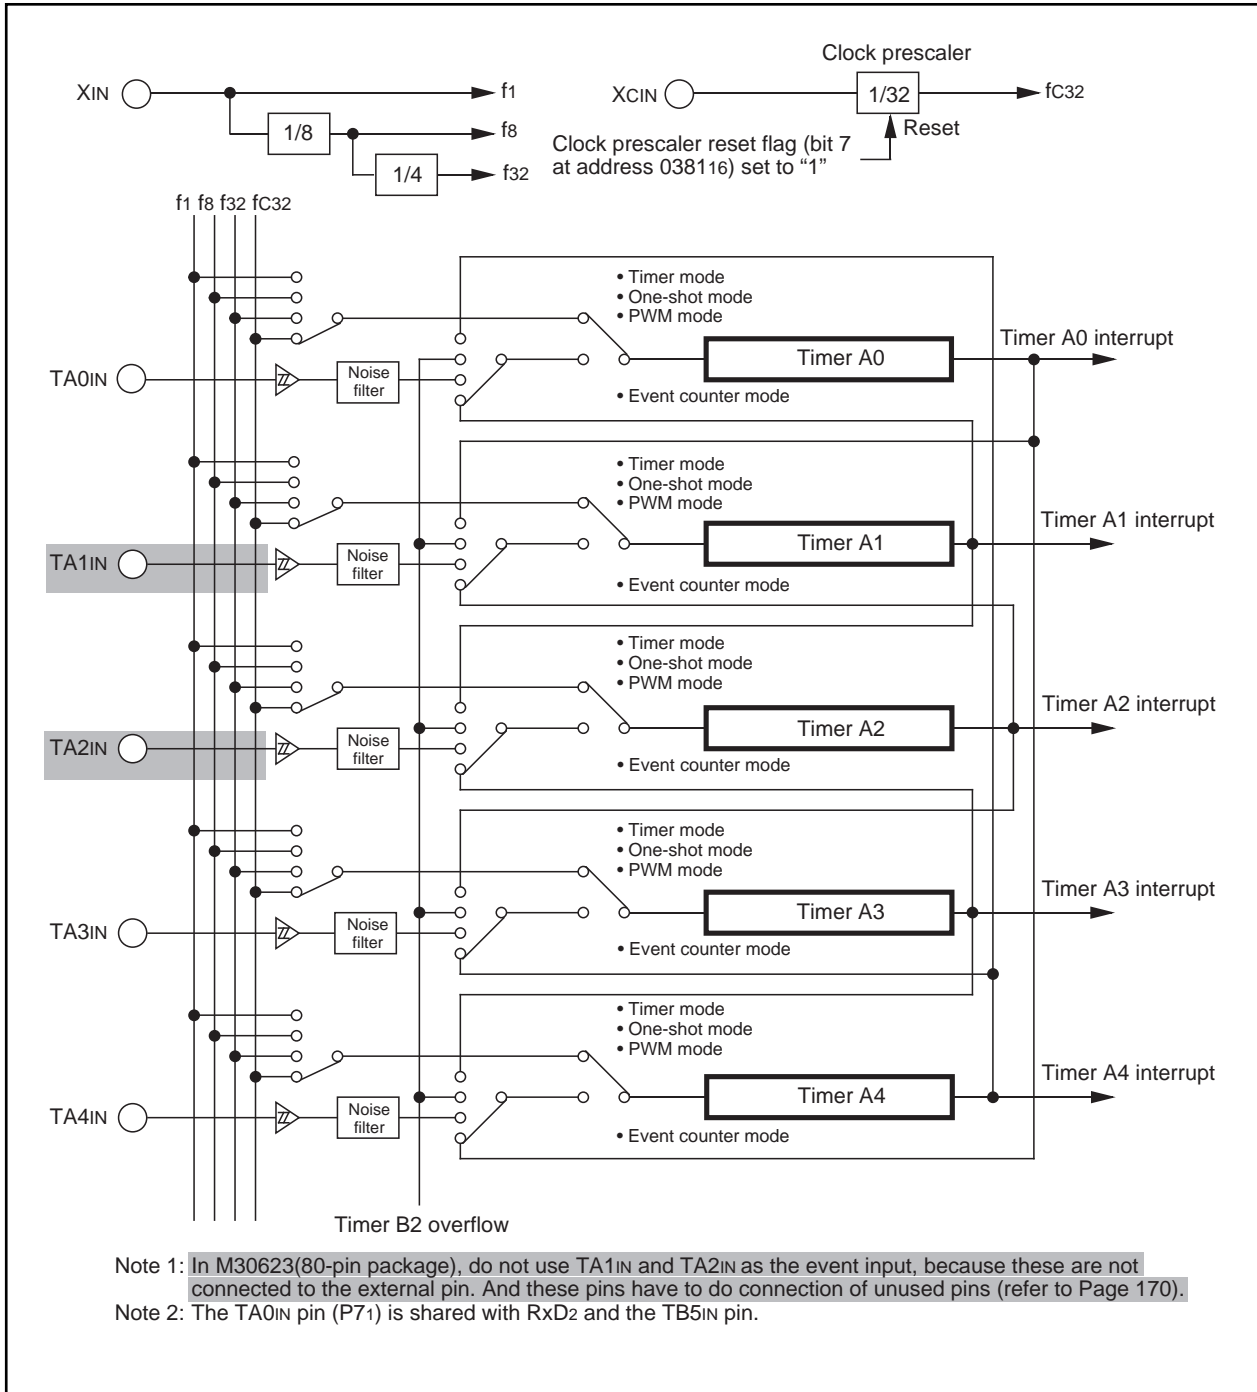 Clock prescaler
XIN
f1
XCIN
1/32
fC32
1/8
f8
Reset
Clock prescaler reset flag (bit 7
at address 038116) set to “1”
1/4
f32
f1 f8 f32 fC32
• Timer mode
• One-shot mode
• PWM mode
Timer A0 interrupt
Timer A0
TA0IN
Noise
filter
• Event counter mode
• Timer mode
• One-shot mode
• PWM mode
Timer A1 interrupt
Timer A1
TA1IN
Noise
filter
• Event counter mode
• Timer mode
• One-shot mode
• PWM mode
Timer A2 interrupt
Timer A2
TA2IN
Noise
filter
• Event counter mode
• Timer mode
• One-shot mode
• PWM mode
Timer A3 interrupt
Timer A3
TA3IN
Noise
filter
• Event counter mode
• Timer mode
• One-shot mode
• PWM mode
Timer A4 interrupt
Timer A4
TA4IN
Noise
filter
• Event counter mode
Timer B2 overflow
Note 1: In M30623(80-pin package), do not use TA1IN and TA2IN as the event input, because these are not
connected to the external pin. And these pins have to do connection of unused pins (refer to Page 170).
Note 2: The TA0IN pin (P71) is shared with RxD2 and the TB5IN pin.